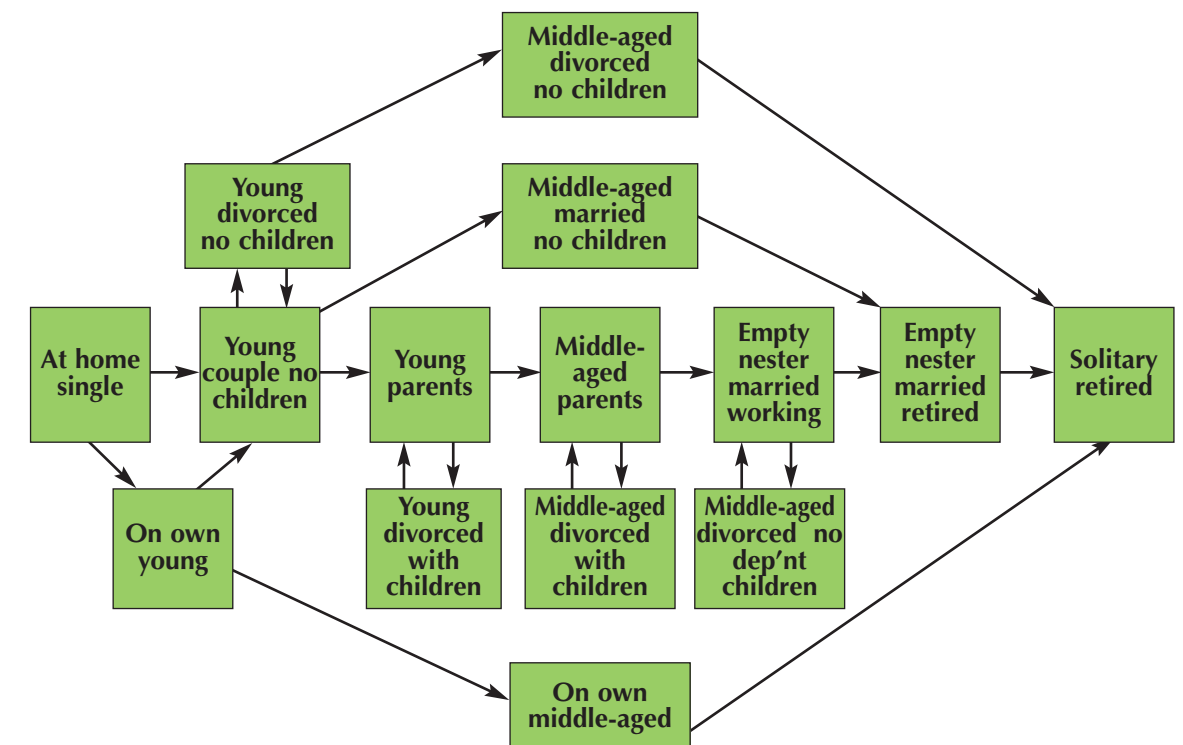 Middle-aged
divorced
no children
Young
divorced
no children
Middle-aged
married
no children
At home
single
Young
couple no
children
Young
parents
Middle-
aged
parents
Empty
nester
married
working
Empty
nester
married
retired
Solitary
retired
On own
young
Young
divorced
with
children
Middle-aged
divorced
with
children
Middle-aged
divorced no
dep'nt
children
On own
middle-aged